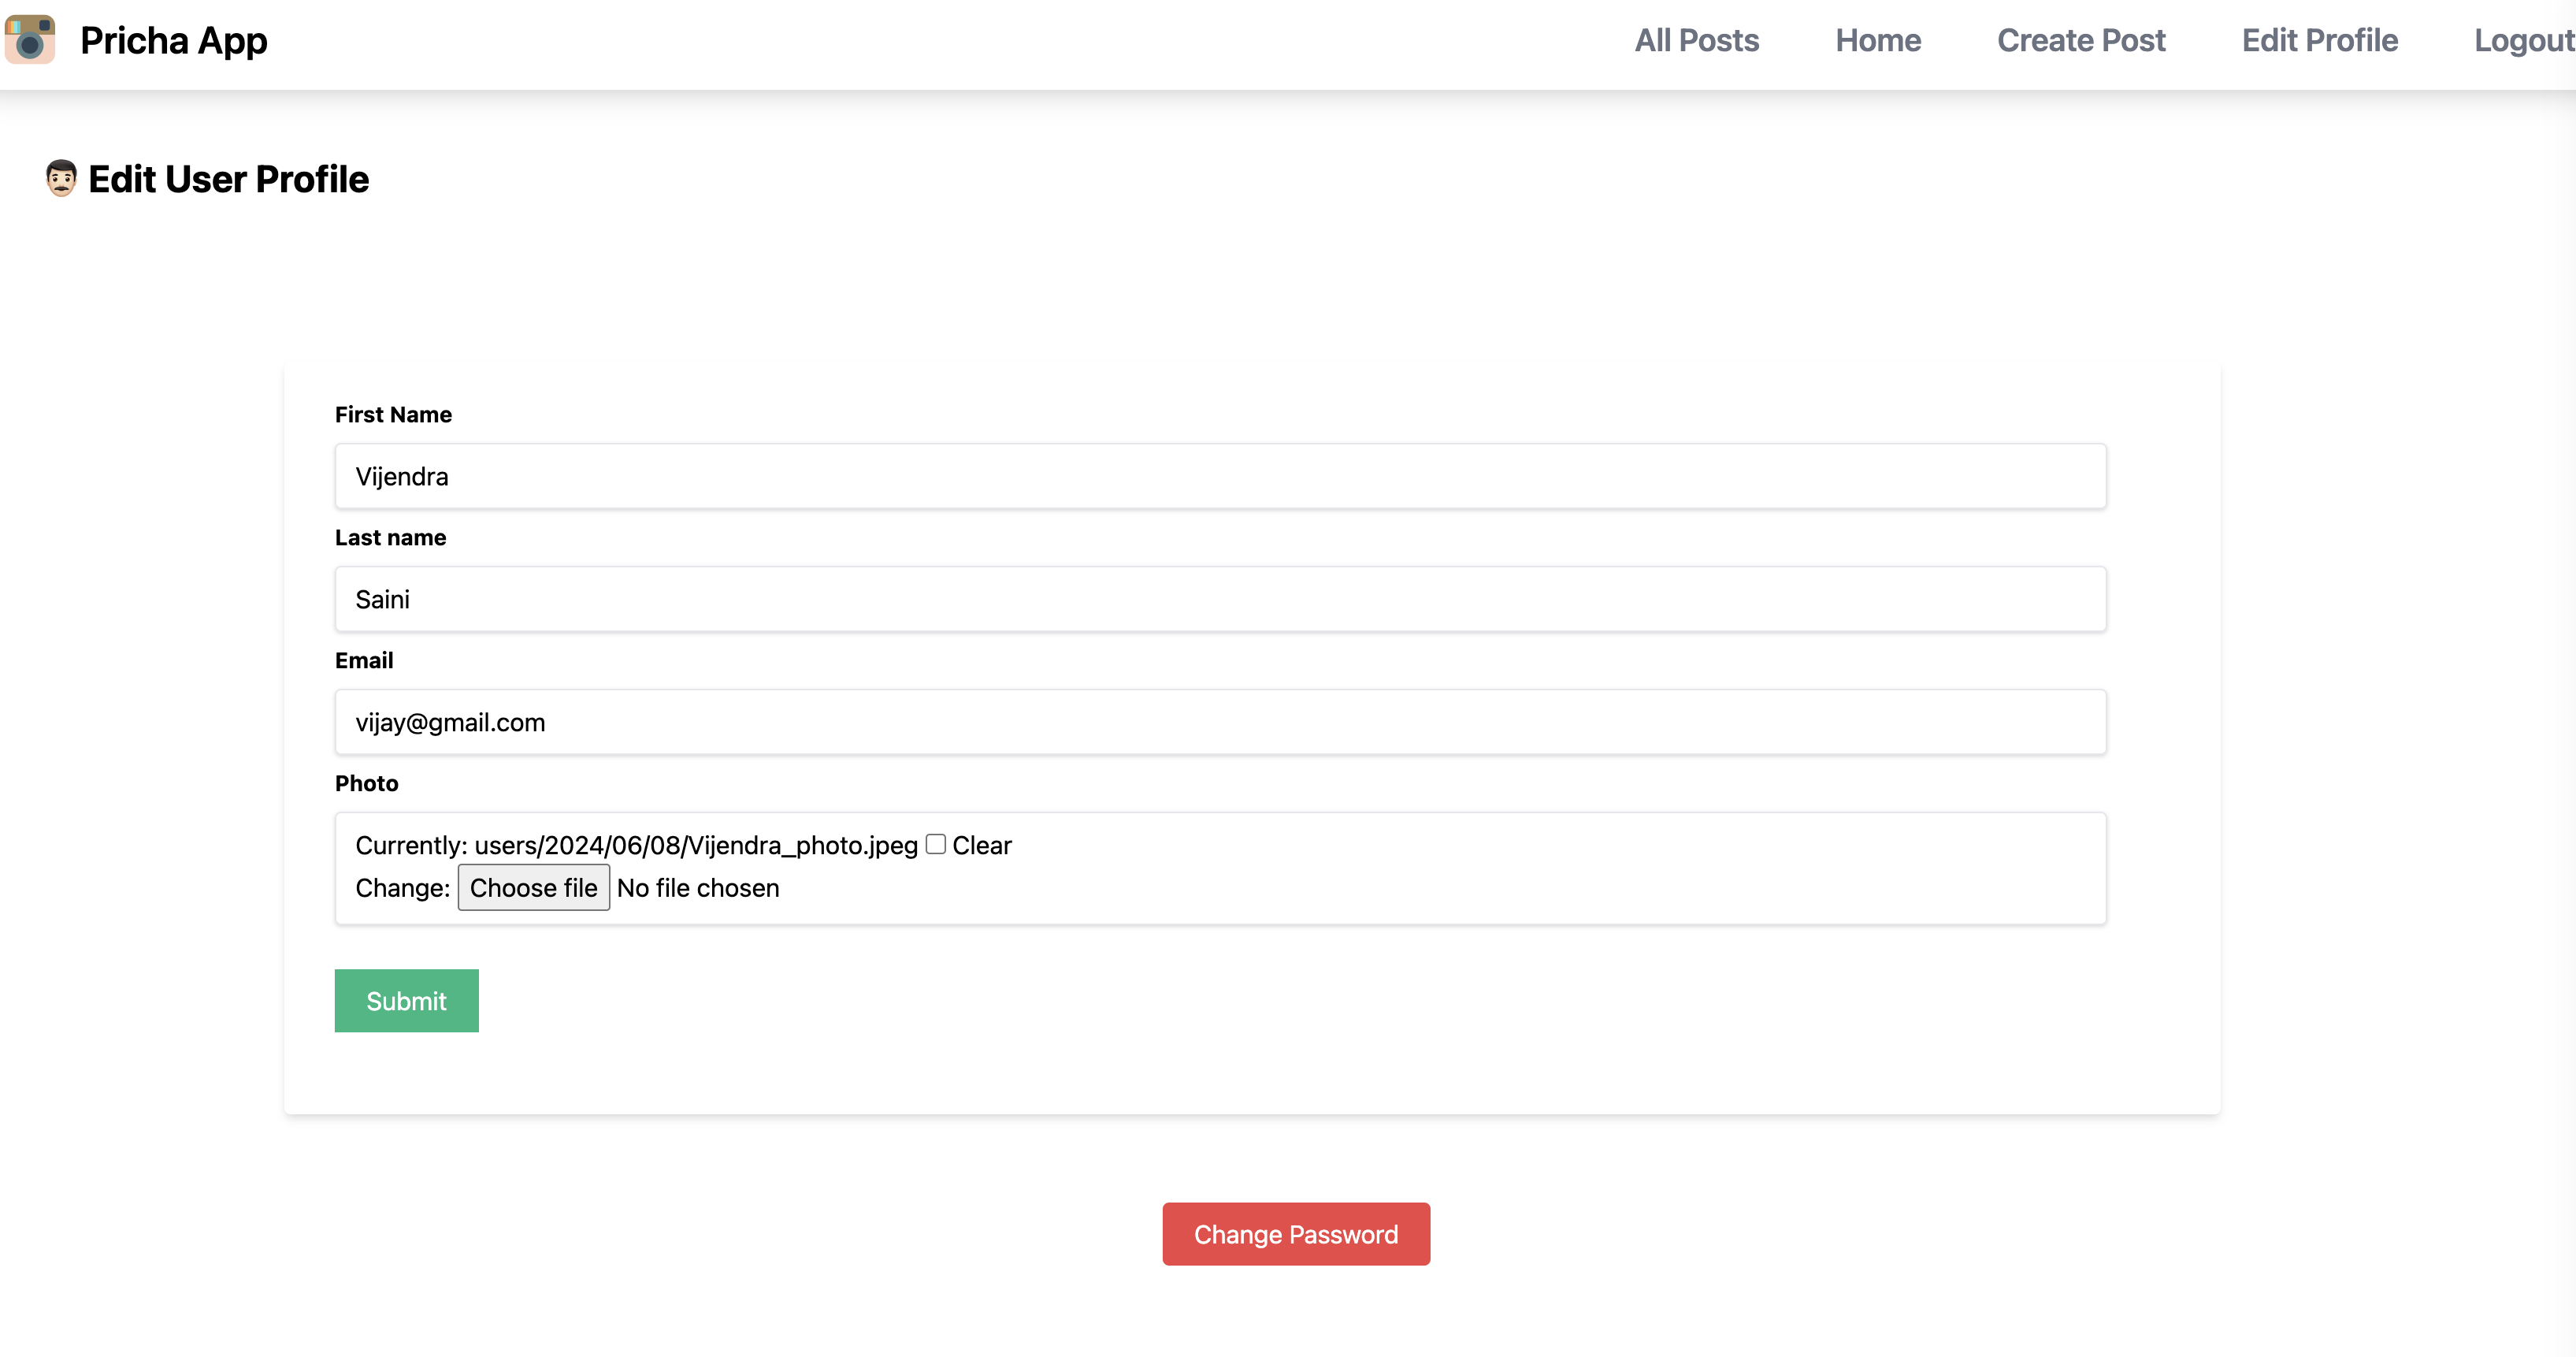 Pricha App
All Posts Home Create Post Edit Profile Logout
Edit User Profile
First Name
Vijendra
Last name
Saini
Email
vijay@gmail.com
Photo
Currently: users/2024/06/08/Vijendra_photo.jpeg Clear
Change: Choose file No file chosen
Submit
Change Password